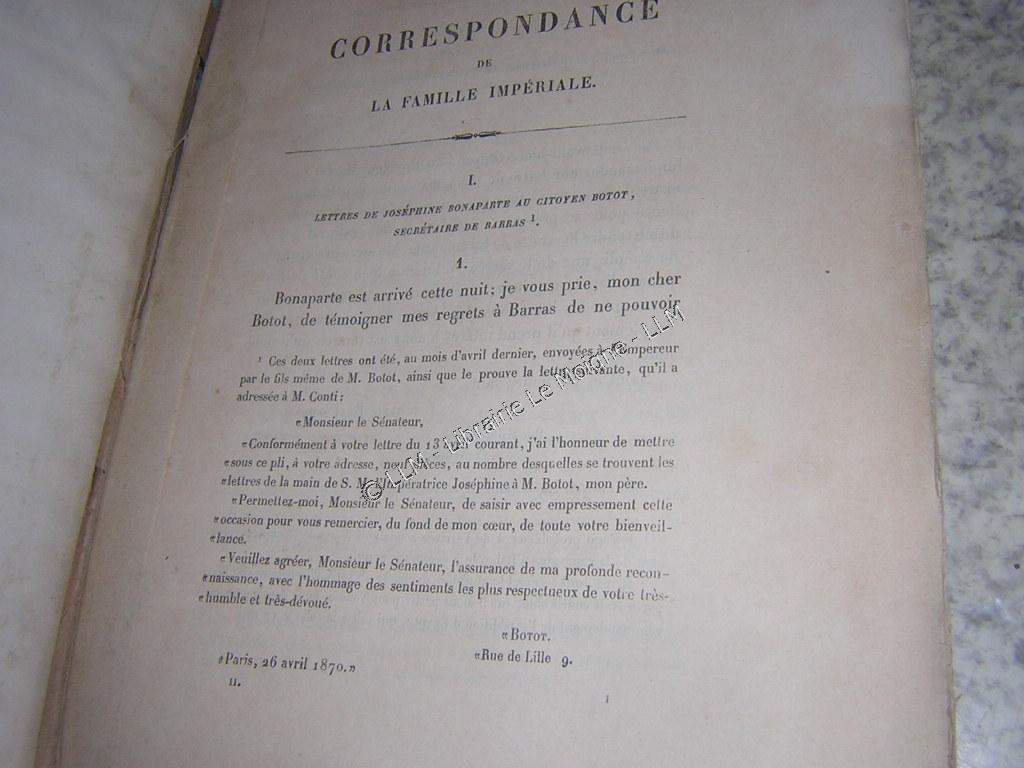 CORRESPONDANCE
DE
LA FAMILLE IMPÉRIALE.
I.
LETTRES DE JOSÉPHINE BONAPARTE AU CITOYEN BOTOT,
SECRÉTAIRE DE BARRAS ¹.
1.
Bonaparte est arrivé cette nuit; je vous prie, mon cher
Botot, de témoigner mes regrets à Barras de ne pouvoir
¹ Ces deux lettres ont été, au mois d'avril dernier, envoyées à l'Empereur
par le fils même de M. Botot, ainsi que le prouve la lettre suivante, qu'il a
adressée à M. Conti:
«Monsieur le Sénateur,
«Conformément à votre lettre du 13 avril courant, j'ai l'honneur de mettre
«sous ce pli, à votre adresse, neuf pièces, au nombre desquelles se trouvent les
«lettres de la main de S. M. l'Impératrice Joséphine à M. Botot, mon père.
«Permettez-moi, Monsieur le Sénateur, de saisir avec empressement cette
«occasion pour vous remercier, du fond de mon cœur, de toute votre bienveil-
«lance.
«Veuillez agréer, Monsieur le Sénateur, l'assurance de ma profonde recon-
«naissance, avec l'hommage des sentiments les plus respectueux de votre très-
«humble et très-dévoué.
«BOTOT.
«Rue de Lille 9.
«Paris, 26 avril 1870.»
II.
1
© LLM - Librairie Le Moione - LLM